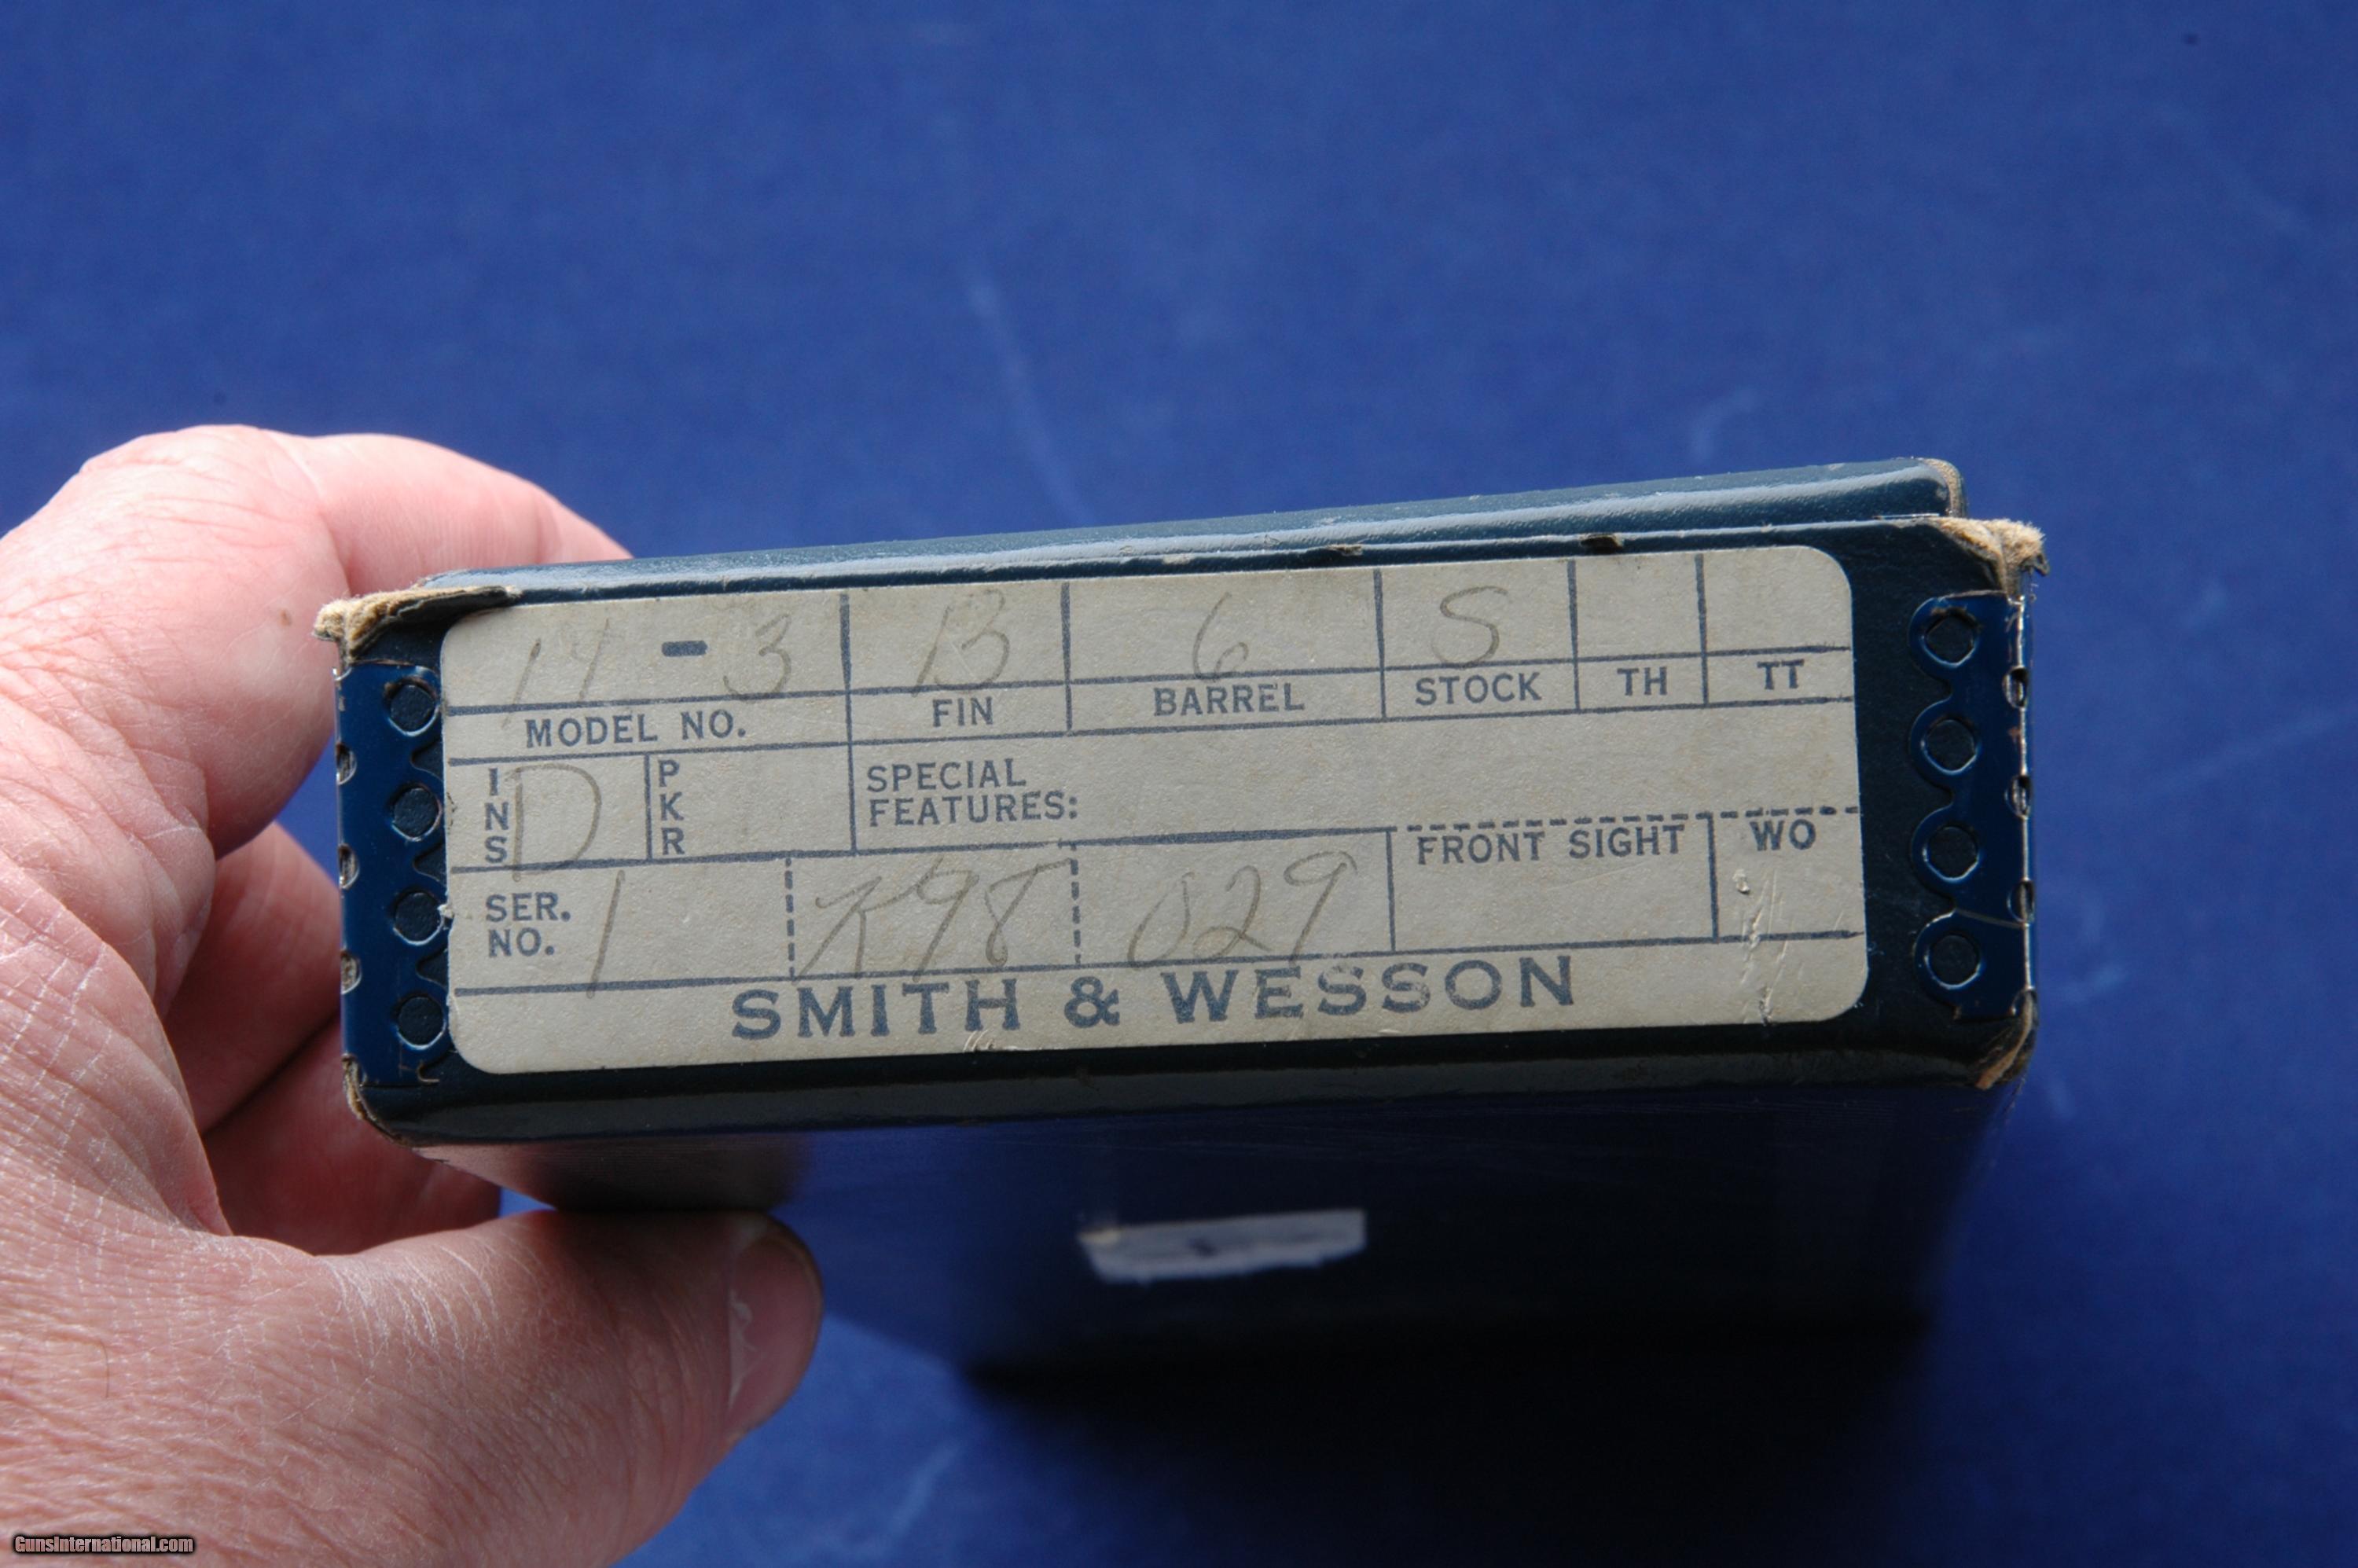 14 - 3 B 6 S
MODEL NO. FIN BARREL STOCK TH TT
INS D PKR SPECIAL
FEATURES:
FRONT SIGHT WO
SER. NO. 1 K98 029
SMITH & WESSON
GunsInternational.com